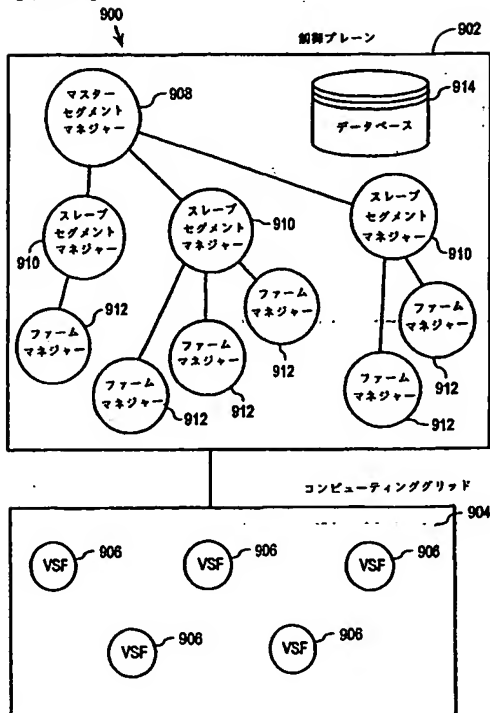 900
制御プレーン
902
マスター
セグメント
マネジャー
908
914
データベース
スレーブ
セグメント
マネジャー
910
スレーブ
セグメント
マネジャー
910
スレーブ
セグメント
マネジャー
910
ファーム
マネジャー
912
ファーム
マネジャー
912
ファーム
マネジャー
912
ファーム
マネジャー
912
ファーム
マネジャー
912
ファーム
マネジャー
912
コンピューティンググリッド
904
VSF
906
VSF
906
VSF
906
VSF
906
VSF
906